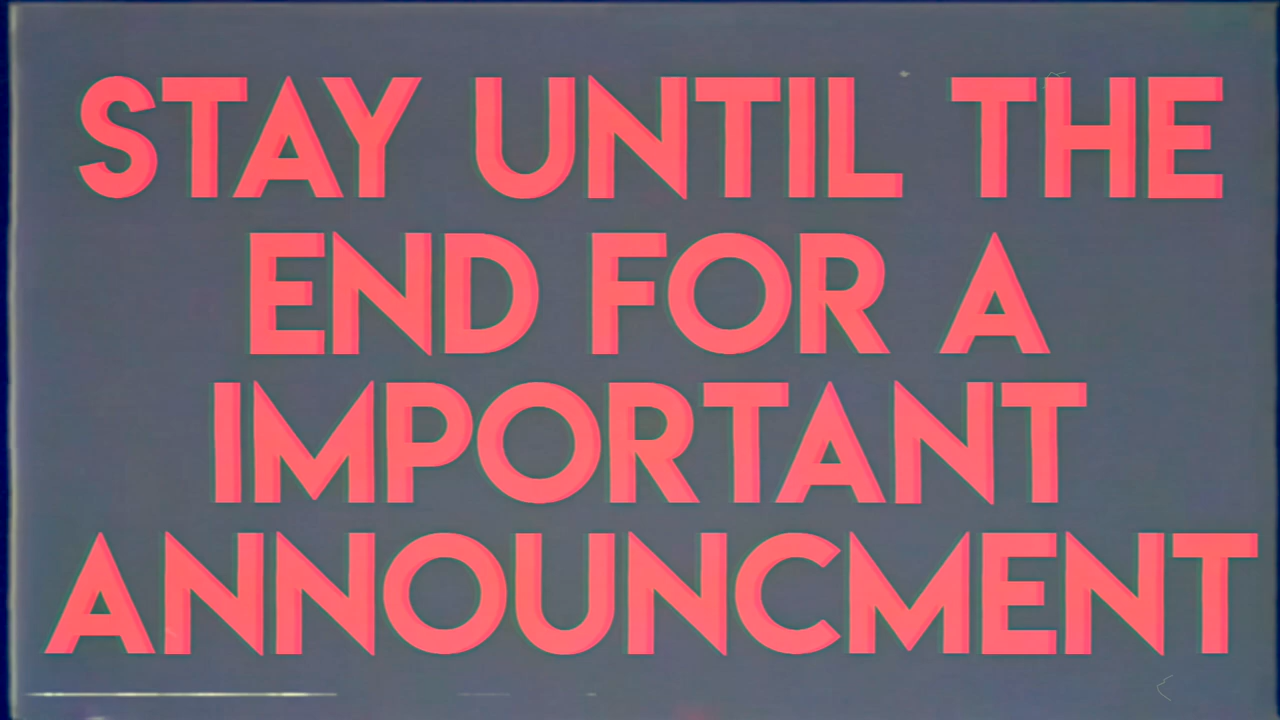 STAY UNTIL THE
END FOR A
IMPORTANT
ANNOUNCMENT